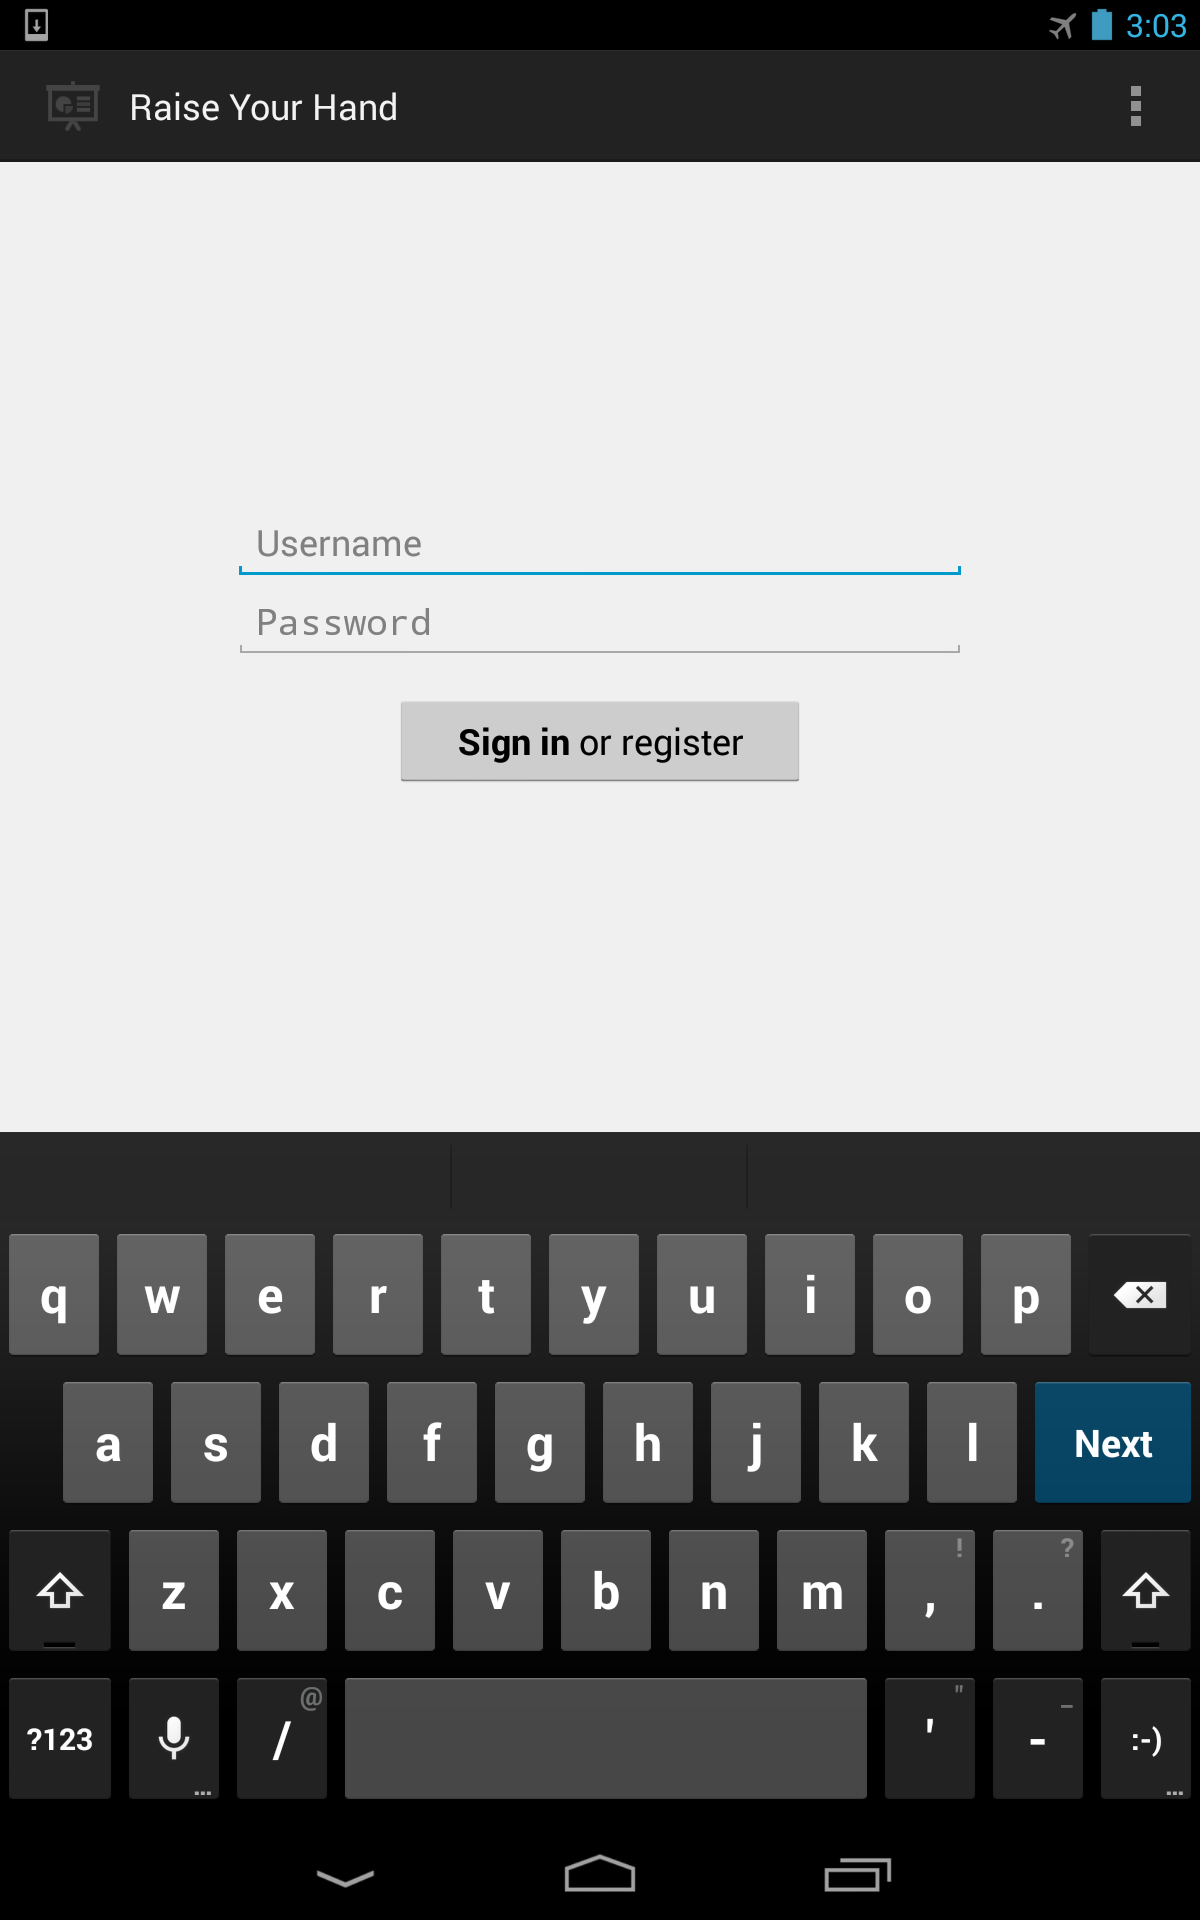 3:03
Raise Your Hand
Username
Password
Sign in or register
q w e r t y u i o p
a s d f g h j k l Next
z x c v b n m , ! . ?
?123 / @ ' " - _ :-)